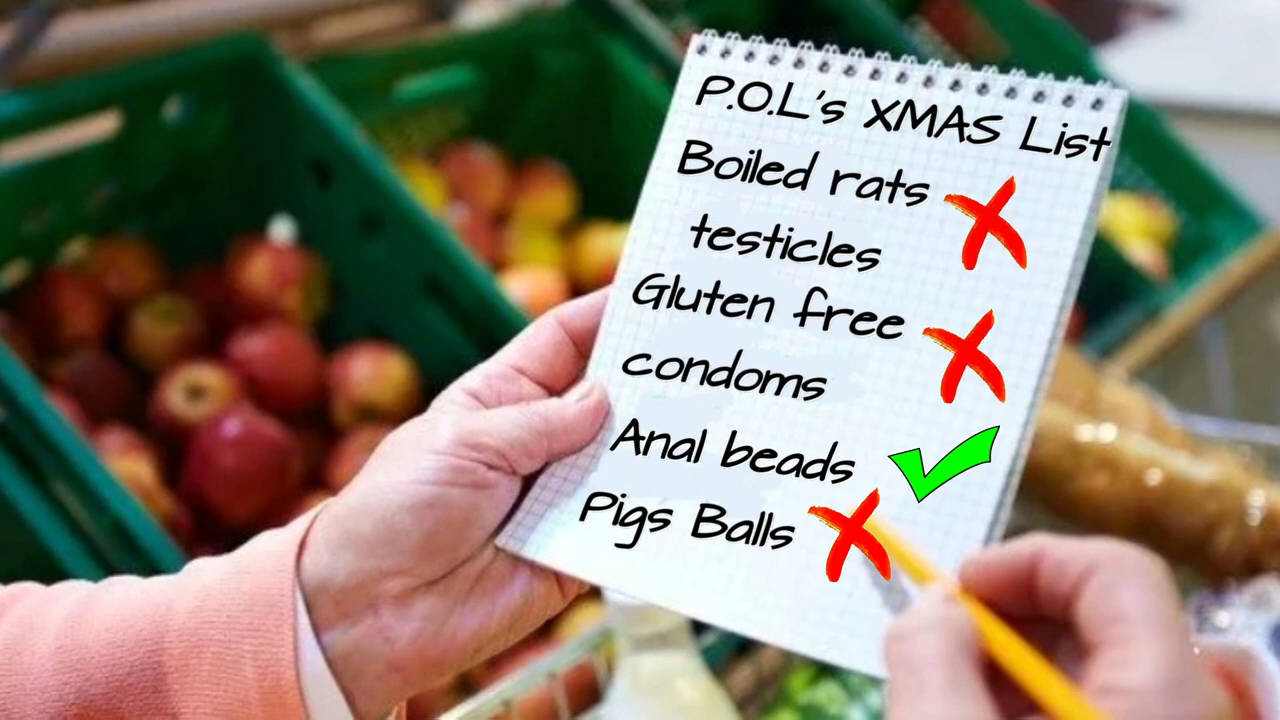 P.O.L's XMAS List
Boiled rats
testicles
Gluten free
condoms
Anal beads
Pigs Balls